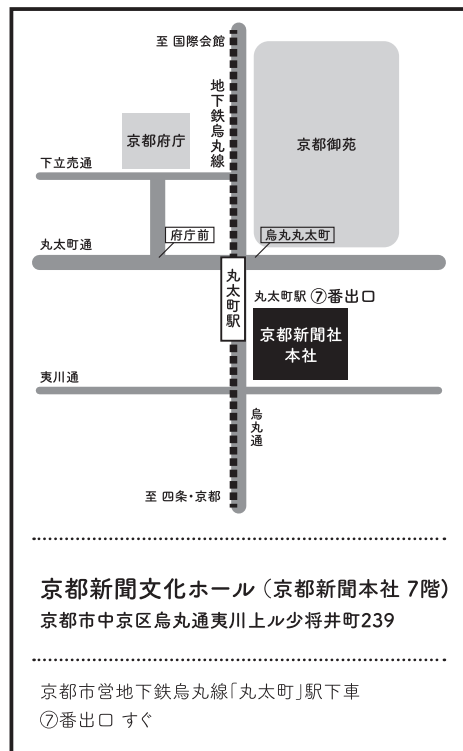 至 国際会館
地下鉄烏丸線
京都府庁
京都御苑
下立売通
府庁前
烏丸丸太町
丸太町通
丸太町駅
丸太町駅 ⑦番出口
京都新聞社
本社
夷川通
烏丸通
至 四条・京都
京都新聞文化ホール（京都新聞本社 7階）
京都市中京区烏丸通夷川上ル少将井町239
京都市営地下鉄烏丸線「丸太町」駅下車
⑦番出口 すぐ